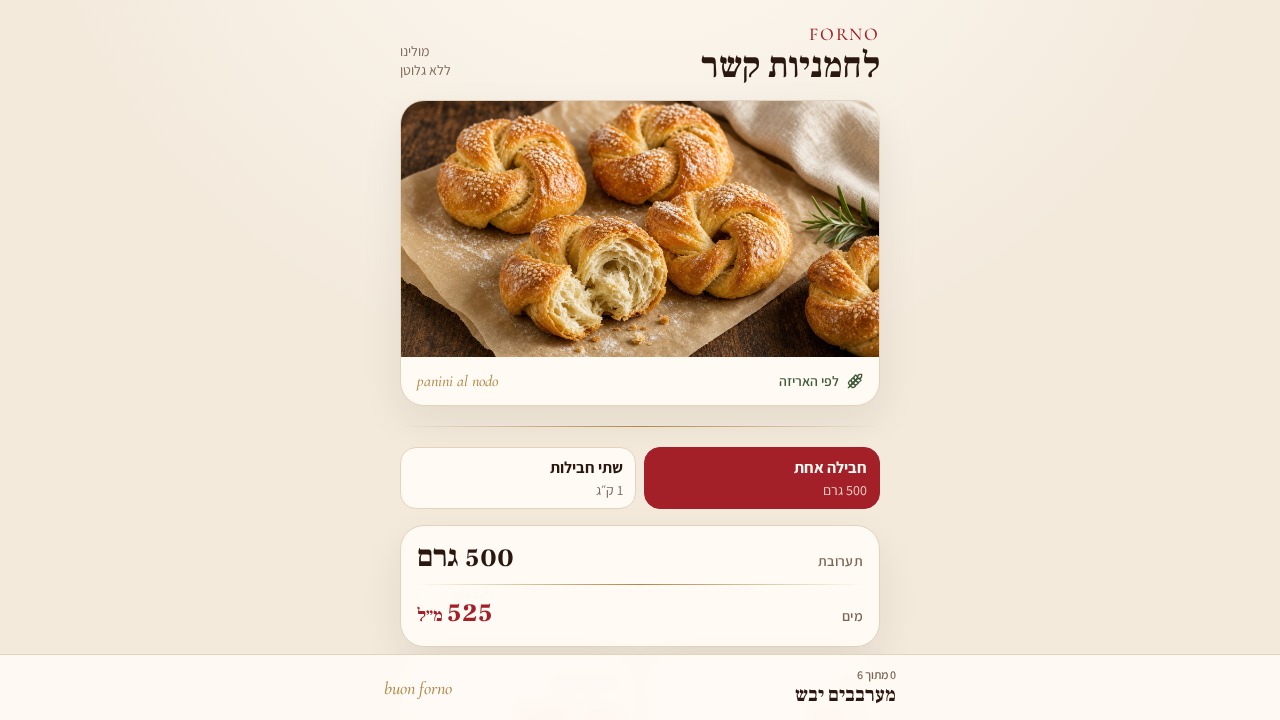 FORNO
לחמניות קשר
מולינו
ללא גלוטן
לפי האריזה
panini al nodo
חבילה אחת
500 גרם
שתי חבילות
1 ק״ג
תערובת
500 גרם
מים
525 מ״ל
0 מתוך 6
מערבבים יבש
buon forno